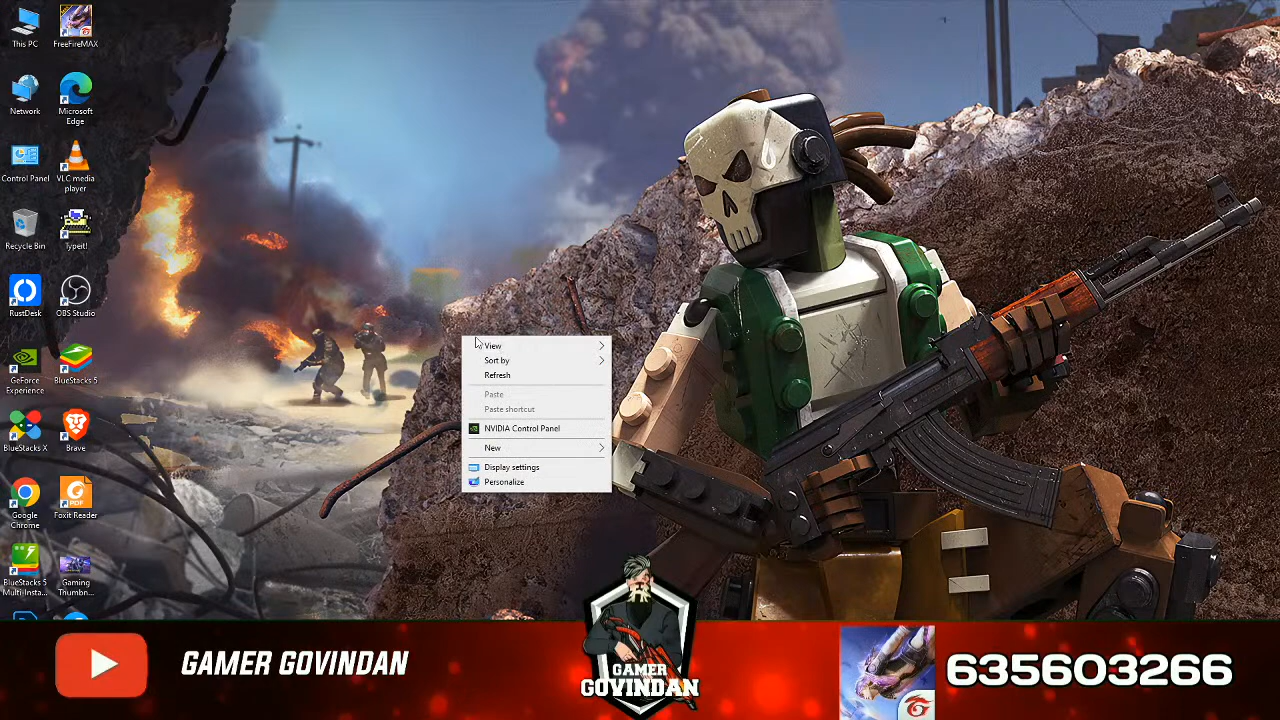 This PC
FreeFireMAX
Network
Microsoft
Edge
Control Panel
VLC media
player
Recycle Bin
Typeit!
RustDesk
OBS Studio
GeForce
Experience
BlueStacks 5
BlueStacks X
Brave
Google
Chrome
Foxit Reader
PDF
BlueStacks 5
Multi-Insta...
Gaming
Thumbn...
View
Sort by
Refresh
Paste
Paste shortcut
NVIDIA Control Panel
New
Display settings
Personalize
GAMER GOVINDAN
GAMER
GOVINDAN
635603266